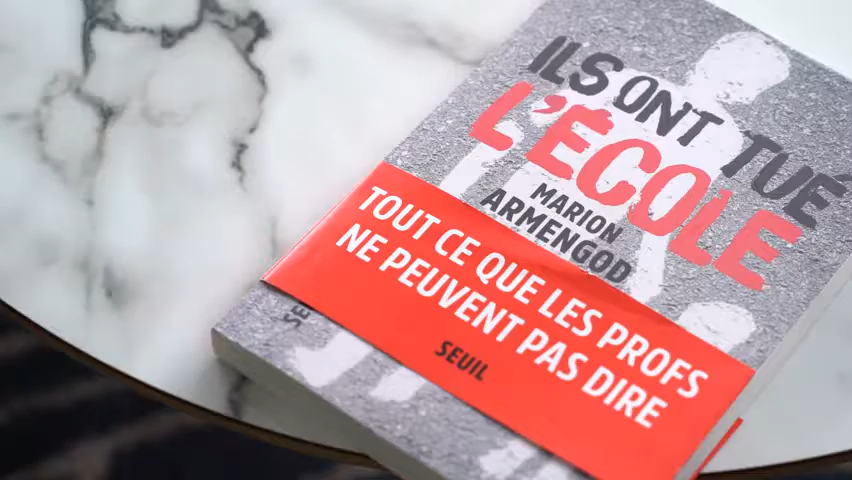 ILS ONT TUÉ
L'ÉCOLE
MARION
ARMENGOD
TOUT CE QUE LES PROFS
NE PEUVENT PAS DIRE
SEUIL